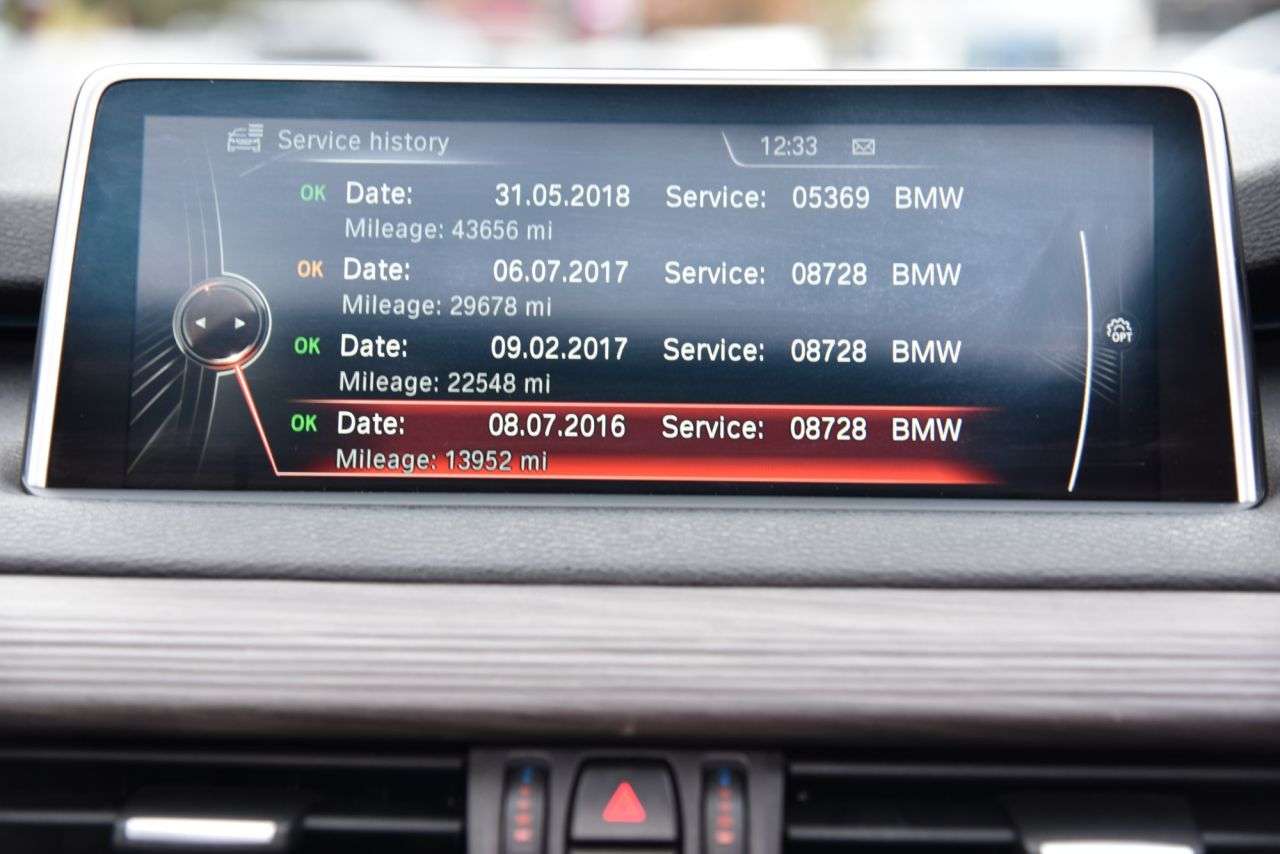 Service history 12:33
OK Date: 31.05.2018 Service: 05369 BMW
Mileage: 43656 mi
OK Date: 06.07.2017 Service: 08728 BMW
Mileage: 29678 mi
OPT
OK Date: 09.02.2017 Service: 08728 BMW
Mileage: 22548 mi
OK Date: 08.07.2016 Service: 08728 BMW
Mileage: 13952 mi